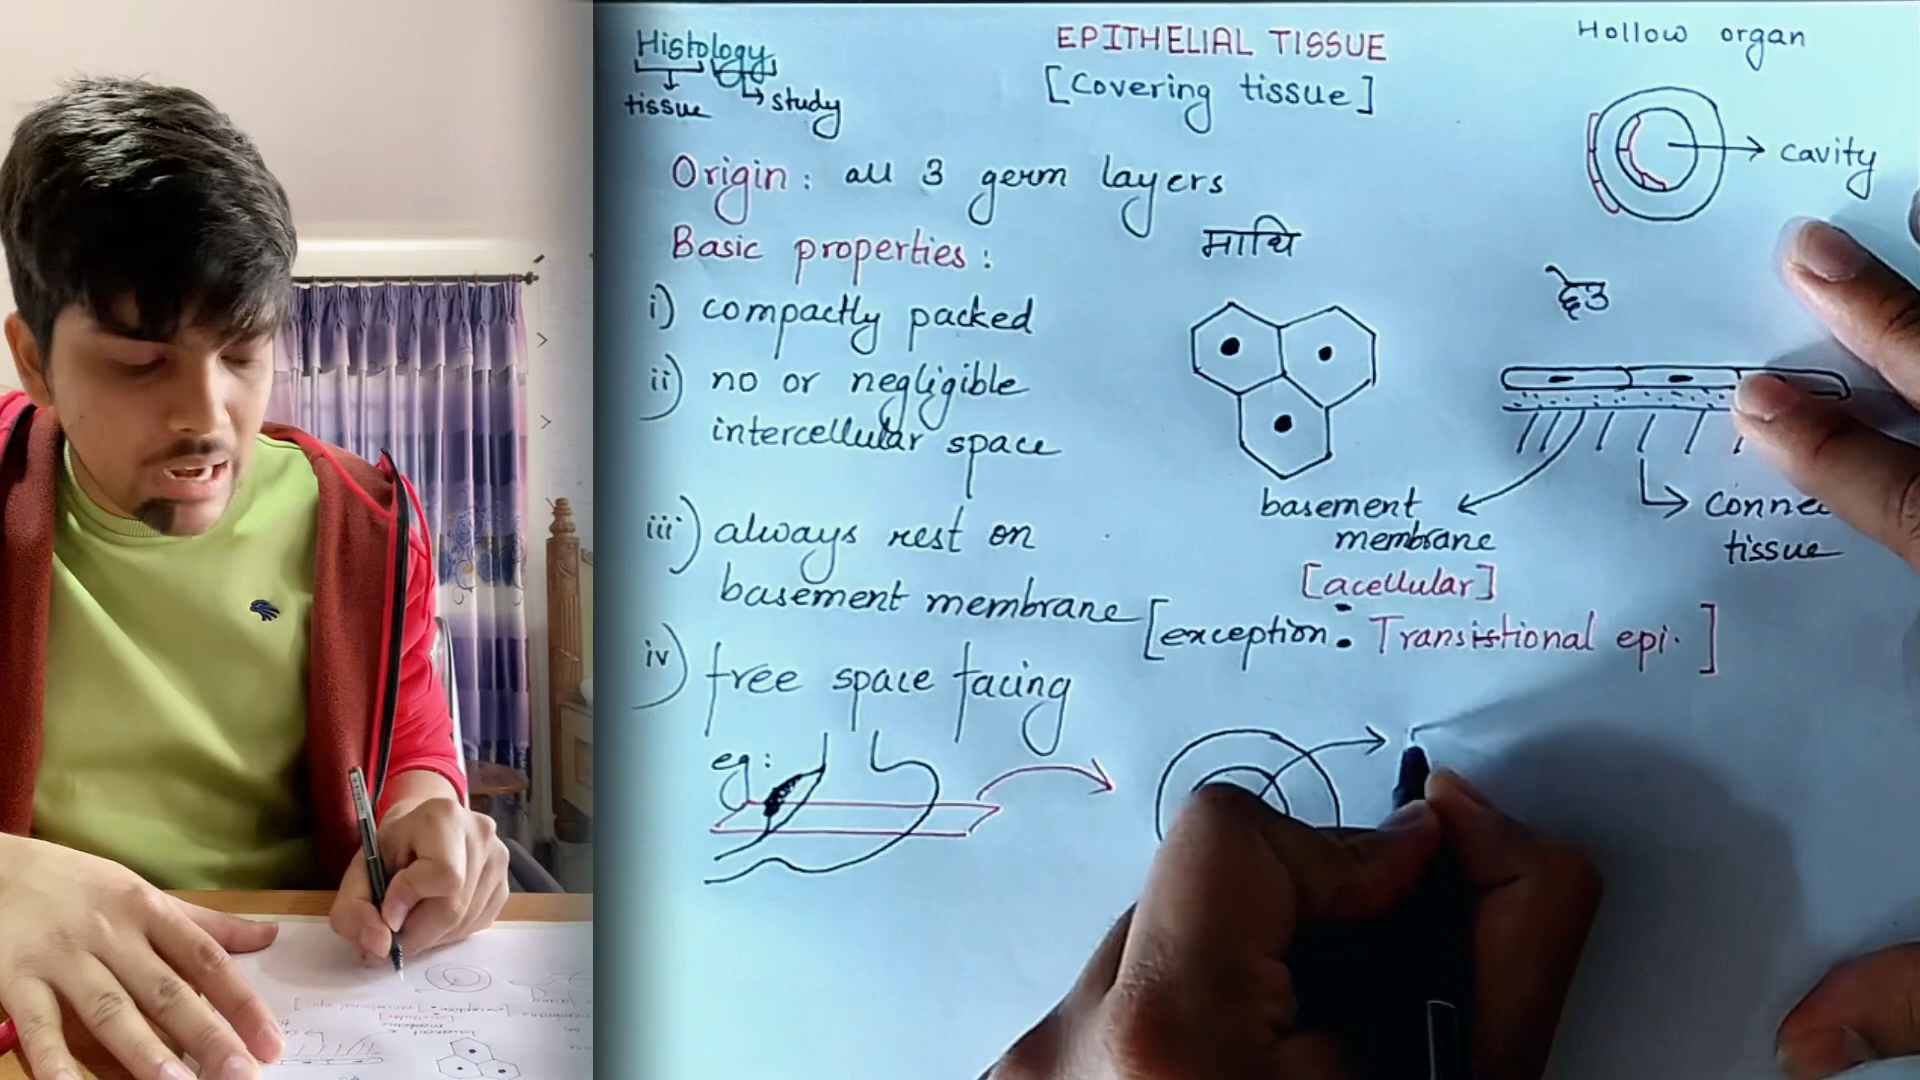 Histology
tissue
study
EPITHELIAL TISSUE
[Covering tissue]
Hollow organ
cavity
Origin: all 3 germ layers
Basic properties:
माथि
i) compactly packed
ii) no or negligible
intercellular space
iii) always rest on
basement membrane [exception: Transistional epi.]
basement
membrane
[acellular]
tissue
iv) free space facing
eg: